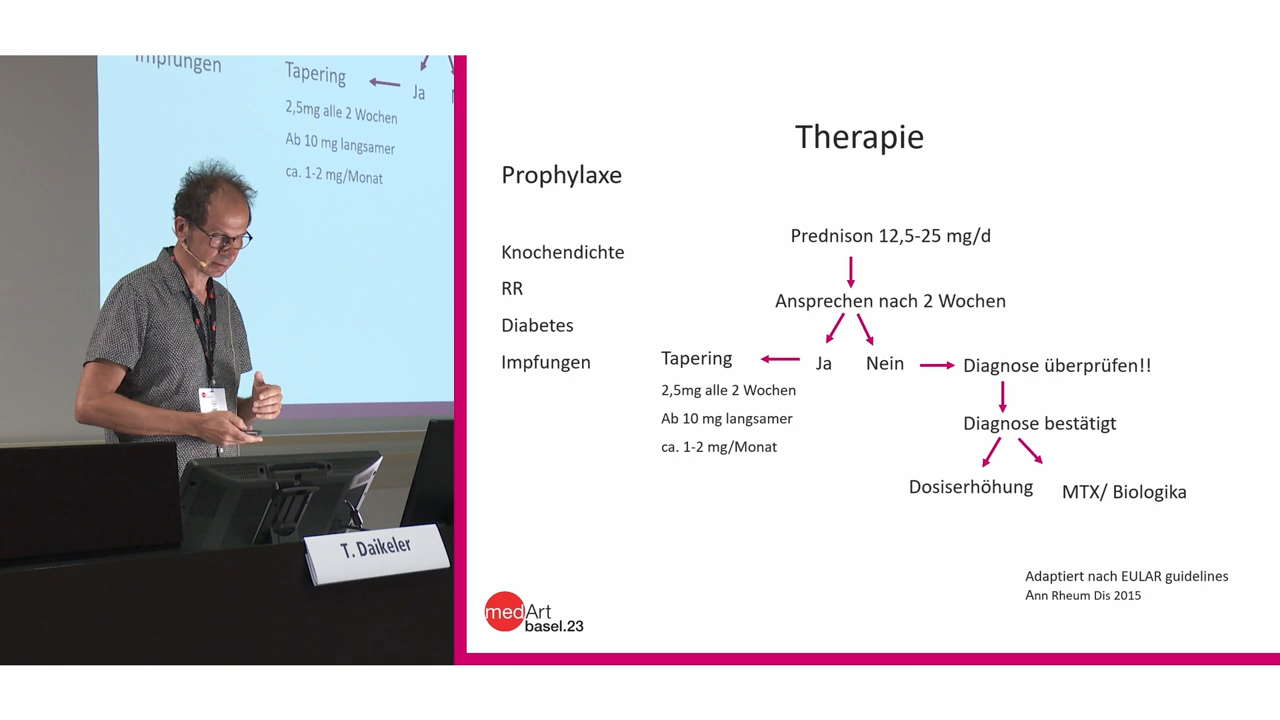 Impfungen
Tapering
Ja
2,5mg alle 2 Wochen
Ab 10 mg langsamer
ca. 1-2 mg/Monat
T. Daikeler
Therapie
Prophylaxe
Knochendichte
RR
Diabetes
Impfungen
Prednison 12,5-25 mg/d
Ansprechen nach 2 Wochen
Ja
Nein
Tapering
2,5mg alle 2 Wochen
Ab 10 mg langsamer
ca. 1-2 mg/Monat
Diagnose überprüfen!!
Diagnose bestätigt
Dosiserhöhung
MTX/ Biologika
Adaptiert nach EULAR guidelines
Ann Rheum Dis 2015
medArt
basel.23